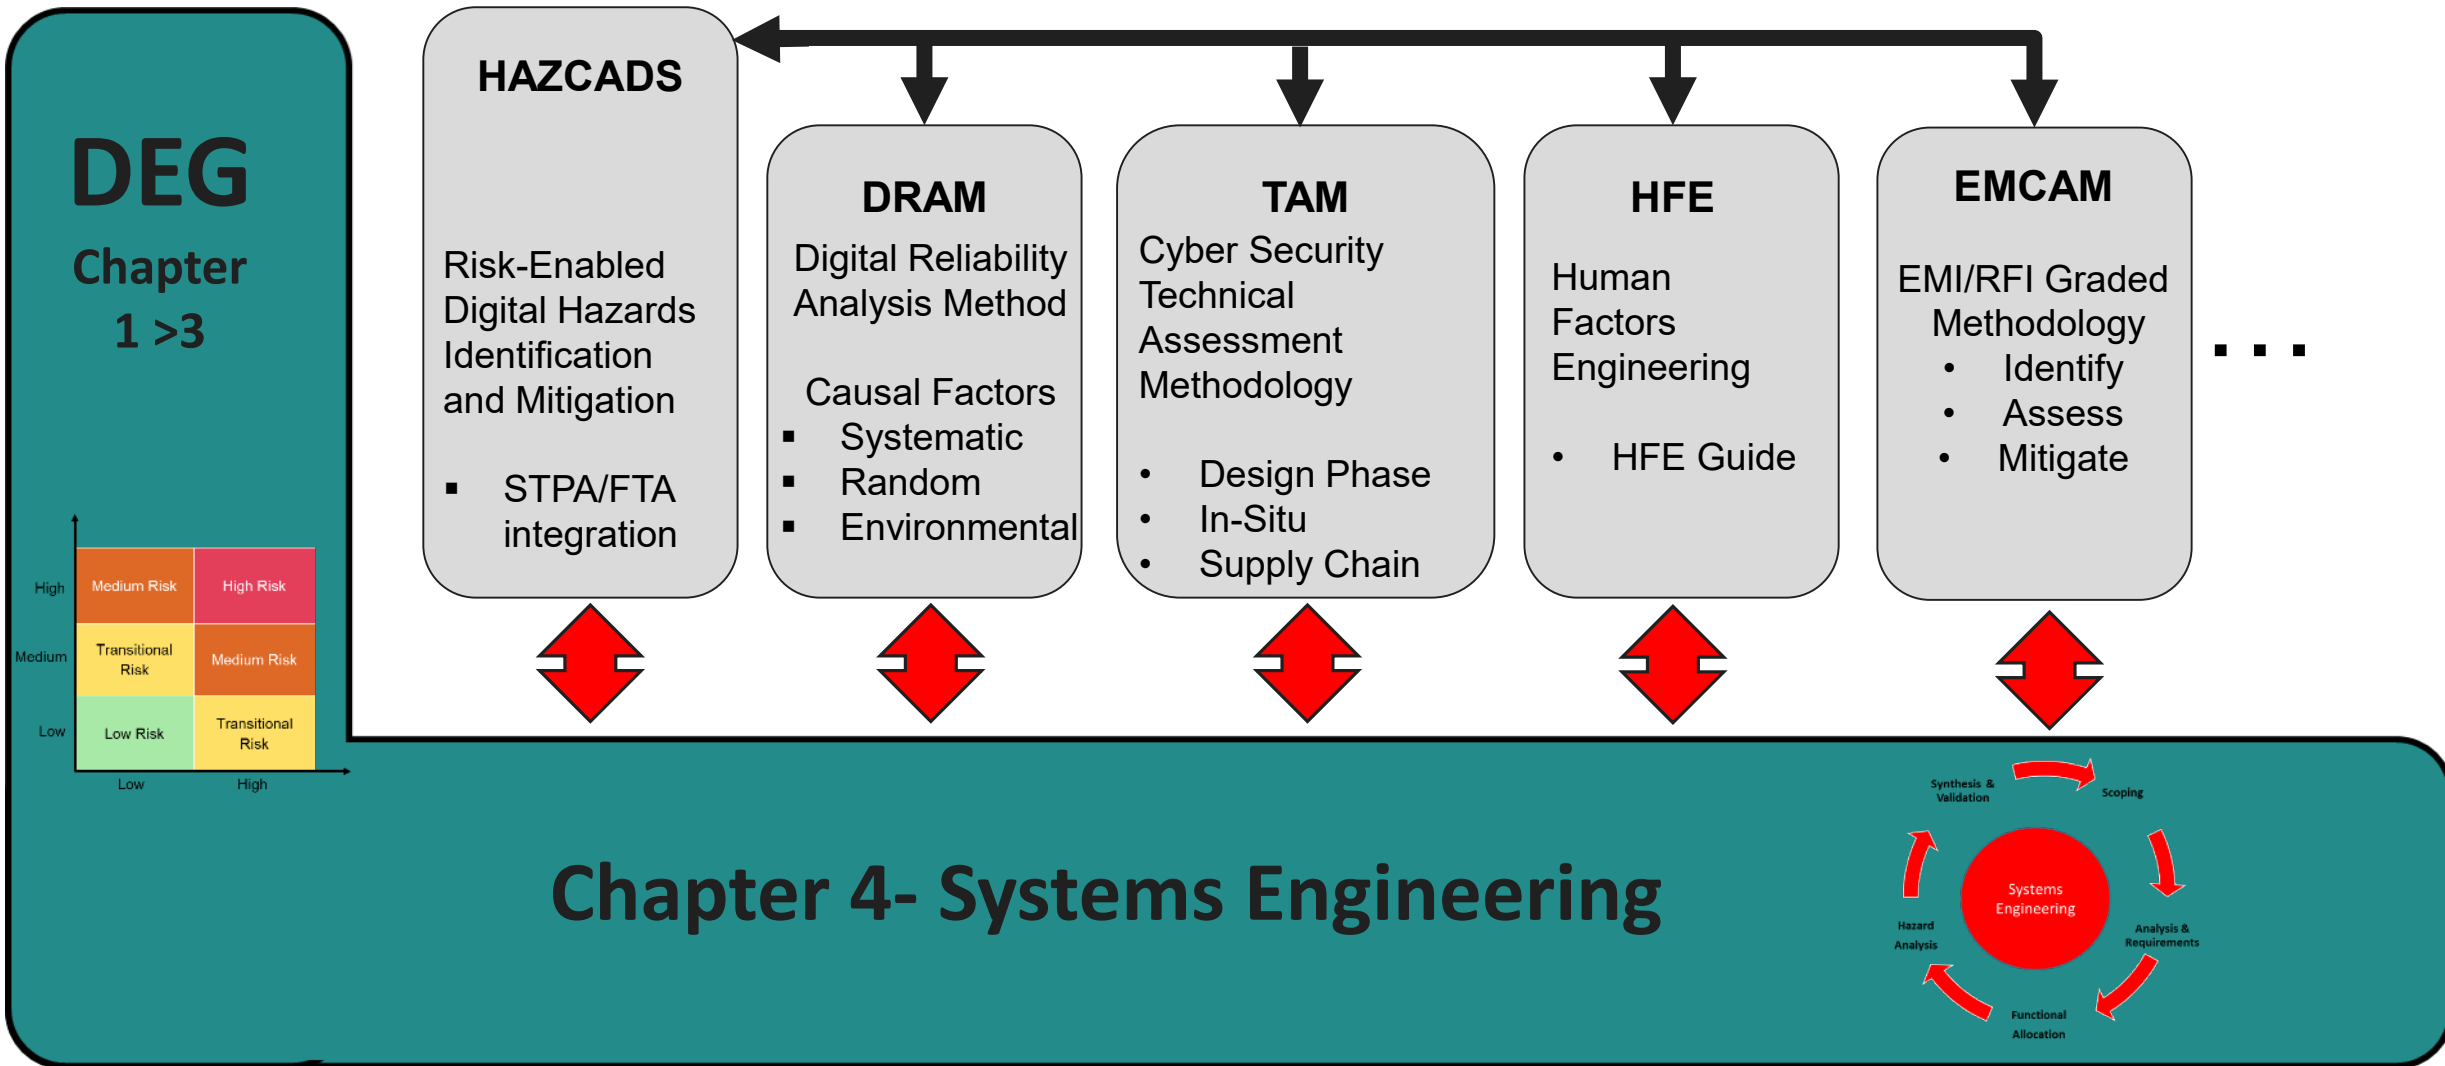 DEG
Chapter
1 >3
High
Medium
Low
Medium Risk
High Risk
Transitional
Risk
Medium Risk
Low Risk
Transitional
Risk
Low
High
HAZCADS
Risk-Enabled
Digital Hazards
Identification
and Mitigation
▪ STPA/FTA
integration
DRAM
Digital Reliability
Analysis Method
Causal Factors
▪ Systematic
▪ Random
▪ Environmental
TAM
Cyber Security
Technical
Assessment
Methodology
• Design Phase
• In-Situ
• Supply Chain
HFE
Human
Factors
Engineering
• HFE Guide
EMCAM
EMI/RFI Graded
Methodology
• Identify
• Assess
• Mitigate
. . .
Chapter 4- Systems Engineering
Synthesis &
Validation
Scoping
Systems
Engineering
Hazard
Analysis
Analysis &
Requirements
Functional
Allocation